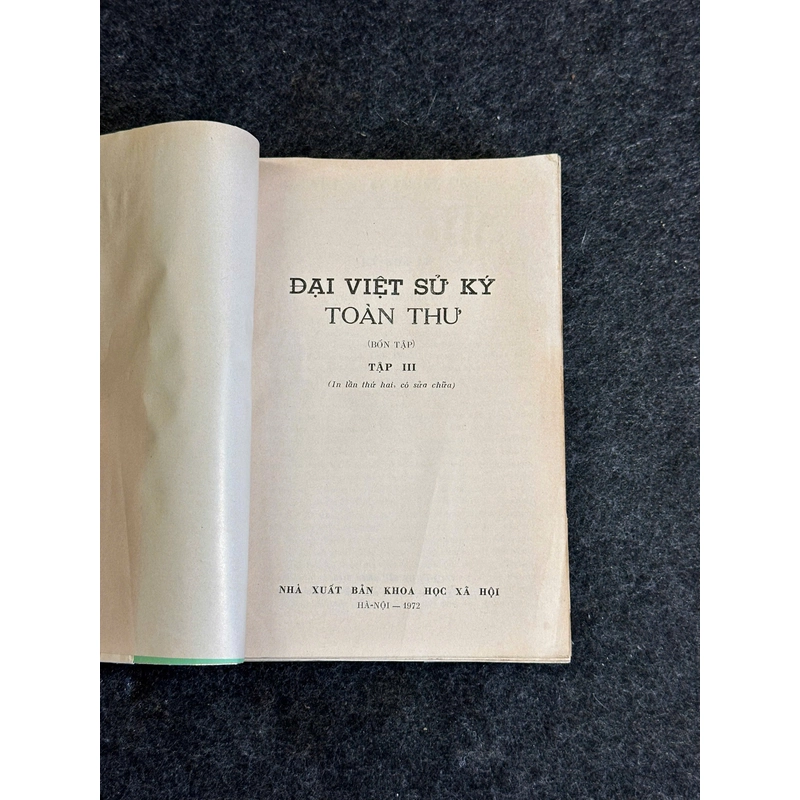 ĐẠI VIỆT SỬ KÝ
TOÀN THƯ
(BỐN TẬP)
TẬP III
(In lần thứ hai, có sửa chữa)
NHÀ XUẤT BẢN KHOA HỌC XÃ HỘI
HÀ-NỘI — 1972